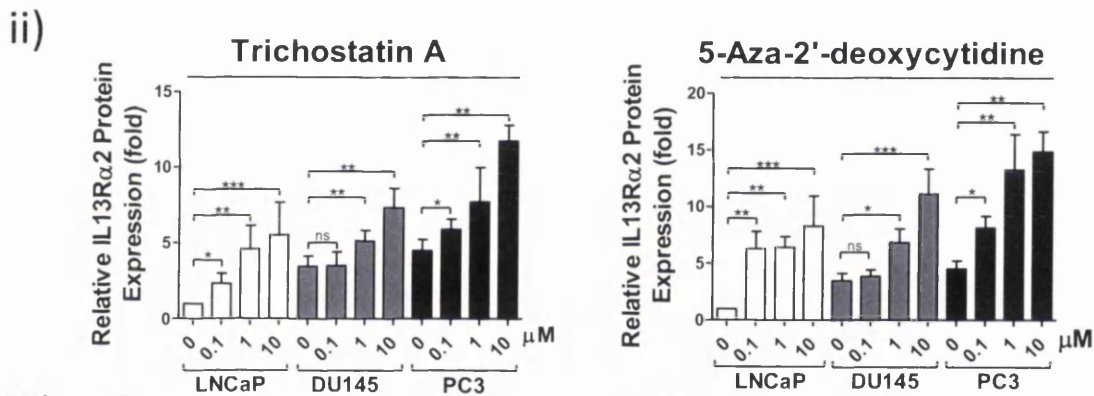 ii)
Trichostatin A
Relative IL13Rα2 Protein
Expression (fold)
15
10
5
0
*
**
***
ns
**
**
*
**
**
0 0.1 1 10 0 0.1 1 10 0 0.1 1 10 μM
LNCaP DU145 PC3
5-Aza-2'-deoxycytidine
Relative IL13Rα2 Protein
Expression (fold)
20
15
10
5
0
**
**
***
ns
*
***
*
**
**
0 0.1 1 10 0 0.1 1 10 0 0.1 1 10 μM
LNCaP DU145 PC3